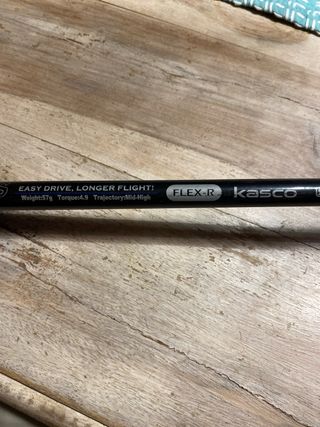 EASY DRIVE, LONGER FLIGHT!
Weight:57g Torque:4.9 Trajectory:Mid-High
FLEX-R
kasco